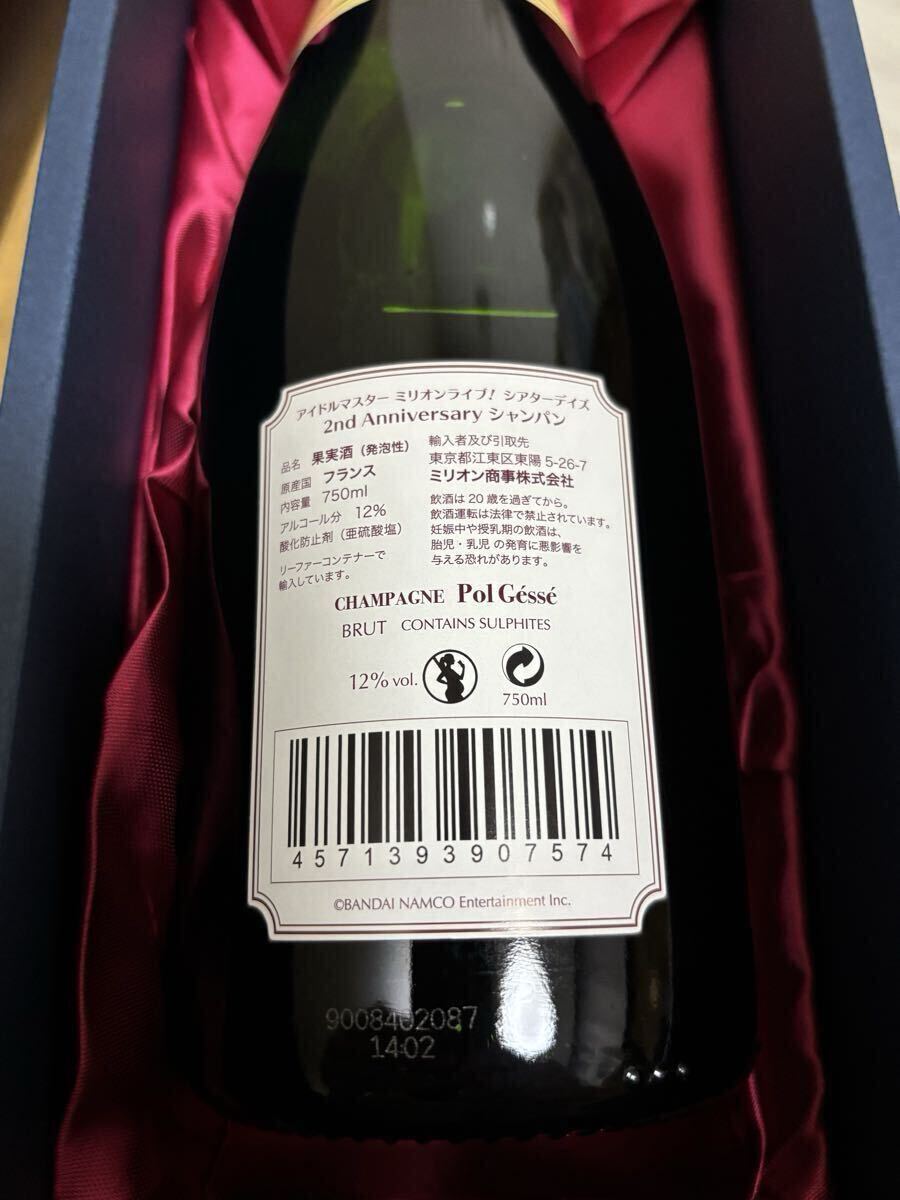 アイドルマスター ミリオンライブ! シアターデイズ
2nd Anniversary シャンパン
品名 果実酒（発泡性）
原産国 フランス
内容量 750ml
アルコール分 12%
酸化防止剤（亜硫酸塩）
リーファーコンテナーで
輸入しています。
輸入者及び引取先
東京都江東区東陽 5-26-7
ミリオン商事株式会社
飲酒は 20 歳を過ぎてから。
飲酒運転は法律で禁止されています。
妊娠中や授乳期の飲酒は、
胎児・乳児 の発育に悪影響を
与える恐れがあります。
CHAMPAGNE Pol Géssé
BRUT CONTAINS SULPHITES
12% vol.
750ml
4571393907574
©BANDAI NAMCO Entertainment Inc.
9008402087
14:02